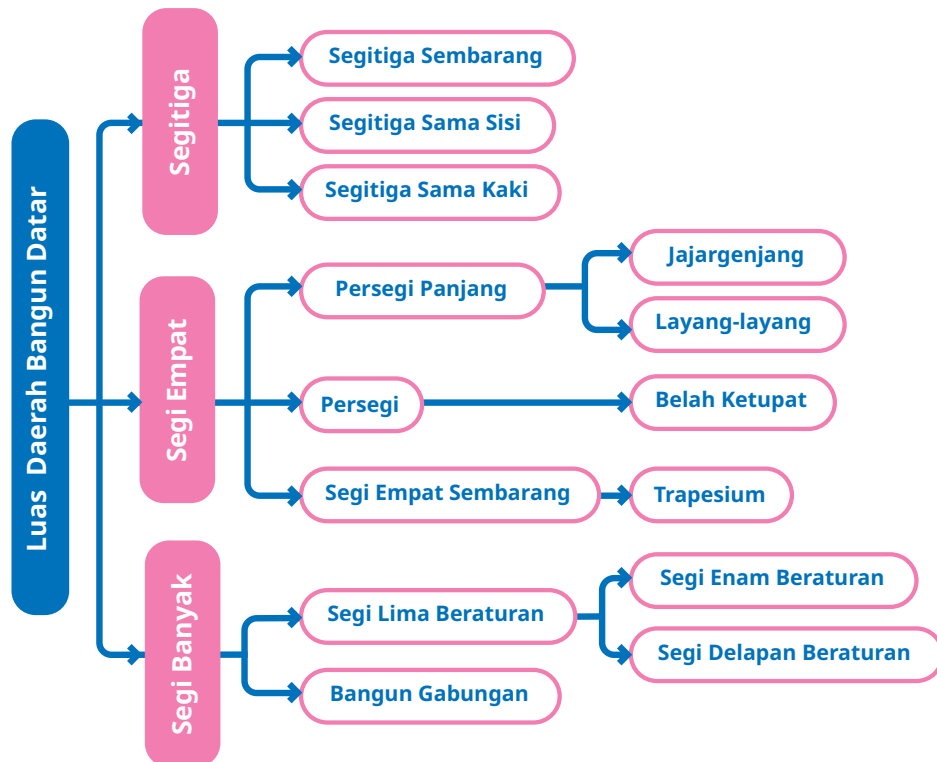 Luas Daerah Bangun Datar
Segitiga
Segitiga Sembarang
Segitiga Sama Sisi
Segitiga Sama Kaki
Segi Empat
Persegi Panjang
Jajargenjang
Layang-layang
Persegi
Belah Ketupat
Segi Empat Sembarang
Trapesium
Segi Banyak
Segi Lima Beraturan
Segi Enam Beraturan
Segi Delapan Beraturan
Bangun Gabungan